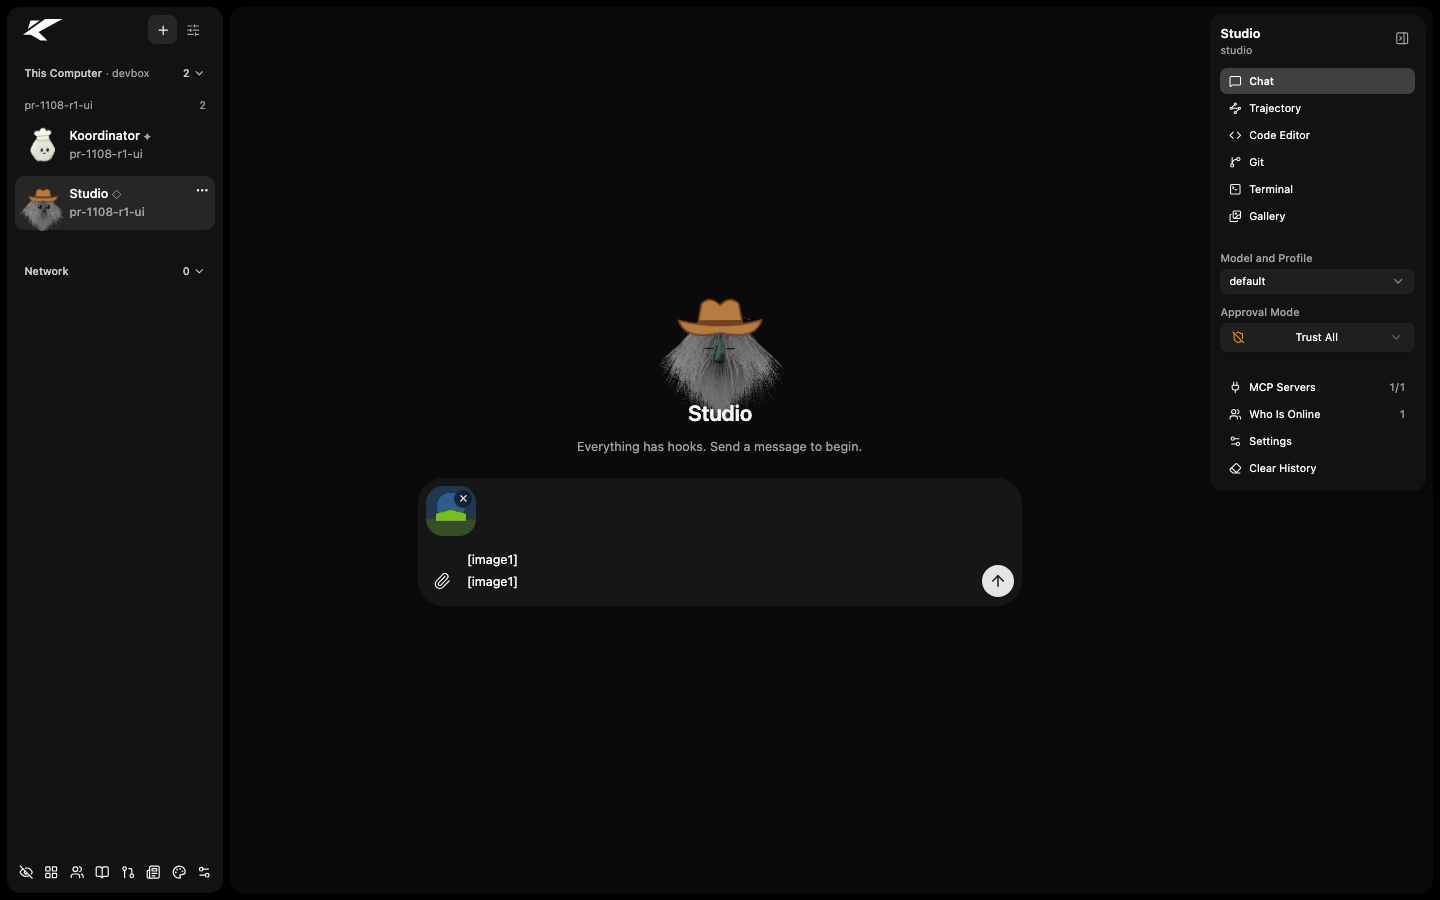 This Computer · devbox 2
pr-1108-r1-ui 2
Koordinator
pr-1108-r1-ui
Studio
pr-1108-r1-ui
Network 0
Studio
Everything has hooks. Send a message to begin.
[image1]
[image1]
Studio
studio
Chat
Trajectory
Code Editor
Git
Terminal
Gallery
Model and Profile
default
Approval Mode
Trust All
MCP Servers 1/1
Who Is Online 1
Settings
Clear History